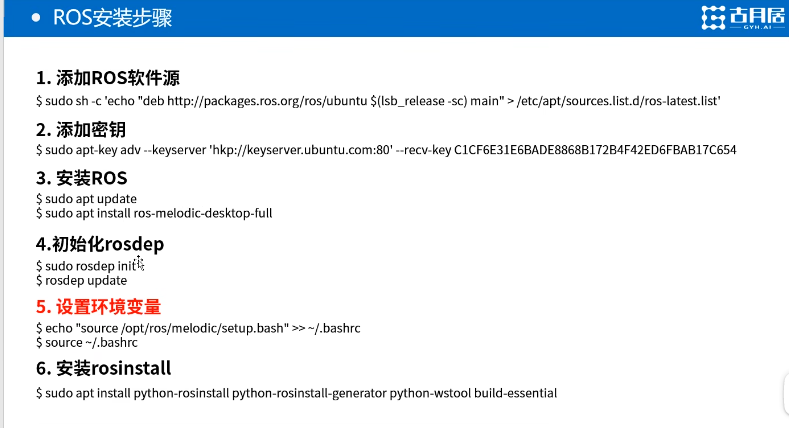 ROS安装步骤
古月居
GYH.AI
1. 添加ROS软件源
$ sudo sh -c 'echo "deb http://packages.ros.org/ros/ubuntu $(lsb_release -sc) main" > /etc/apt/sources.list.d/ros-latest.list'
2. 添加密钥
$ sudo apt-key adv --keyserver 'hkp://keyserver.ubuntu.com:80' --recv-key C1CF6E31E6BADE8868B172B4F42ED6FBAB17C654
3. 安装ROS
$ sudo apt update
$ sudo apt install ros-melodic-desktop-full
4.初始化rosdep
$ sudo rosdep init
$ rosdep update
5. 设置环境变量
$ echo "source /opt/ros/melodic/setup.bash" >> ~/.bashrc
$ source ~/.bashrc
6. 安装rosinstall
$ sudo apt install python-rosinstall python-rosinstall-generator python-wstool build-essential